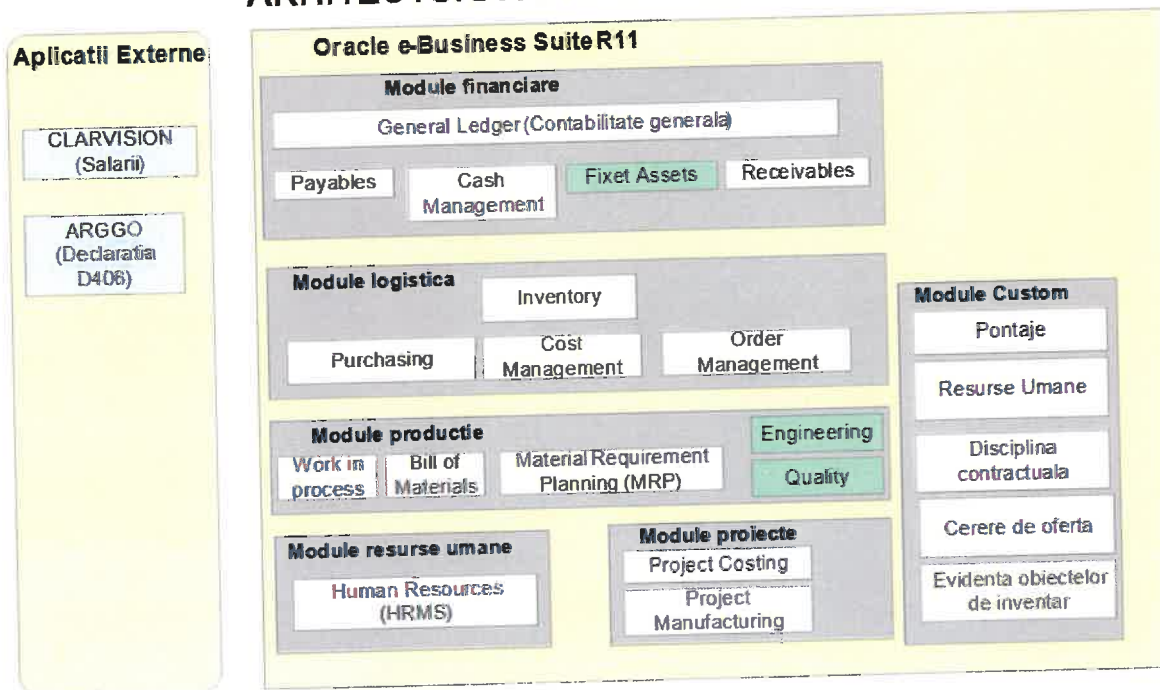 Aplicatii Externe
CLARVISION
(Salarii)
ARGGO
(Declaratia
D406)
Oracle e-Business Suite R11
Module financiare
General Ledger (Contabilitate generala)
Payables
Cash
Management
Fixet Assets
Receivables
Module logistica
Inventory
Purchasing
Cost
Management
Order
Management
Module productie
Work in
process
Bill of
Materials
Material Requirement
Planning (MRP)
Engineering
Quality
Module resurse umane
Human Resources
(HRMS)
Module proiecte
Project Costing
Project
Manufacturing
Module Custom
Pontaje
Resurse Umane
Disciplina
contractuala
Cerere de oferta
Evidenta obiectelor
de inventar